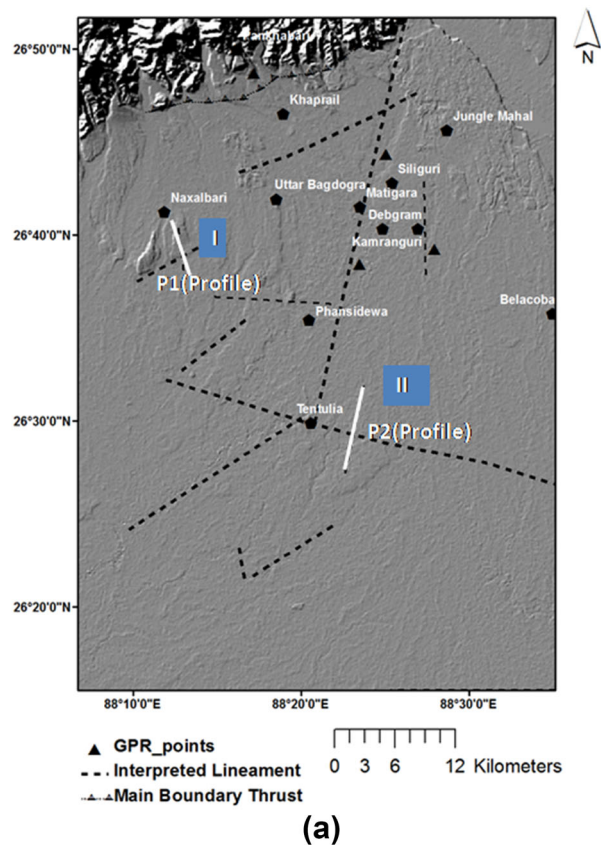 26°50'0"N
Khaprail
Jungle Mahal
Siliguri
Naxalbari
Uttar Bagdogra
Matigara
Debgram
26°40'0"N
I
Kamranguri
P1(Profile)
Phansidewa
Belacoba
II
26°30'0"N
Tentulia
P2(Profile)
26°20'0"N
88°10'0"E 88°20'0"E 88°30'0"E
N
GPR_points
Interpreted Lineament
Main Boundary Thrust
0 3 6 12 Kilometers
(a)